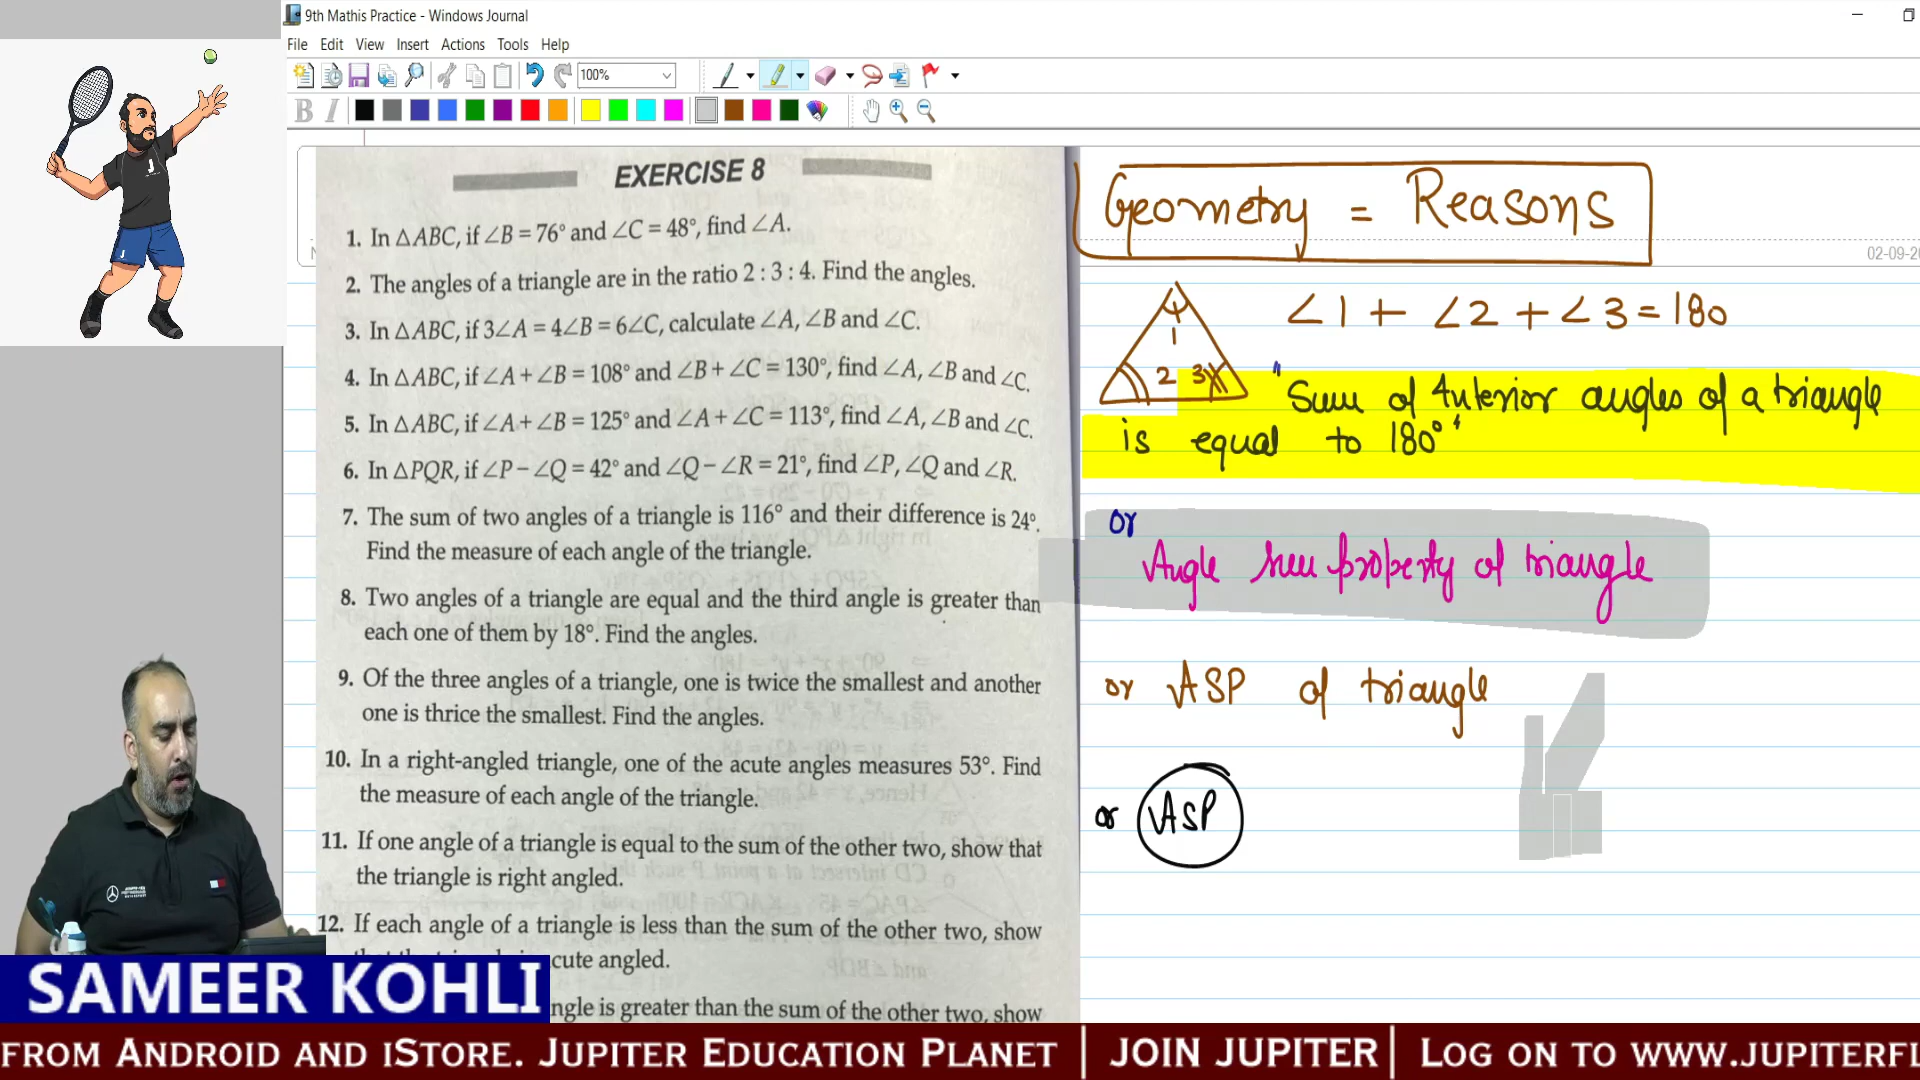 9th Mathis Practice - Windows Journal
File Edit View Insert Actions Tools Help
100%
B I
EXERCISE 8
1. In △ABC, if ∠B = 76° and ∠C = 48°, find ∠A.
2. The angles of a triangle are in the ratio 2 : 3 : 4. Find the angles.
3. In △ABC, if 3∠A = 4∠B = 6∠C, calculate ∠A, ∠B and ∠C.
4. In △ABC, if ∠A + ∠B = 108° and ∠B + ∠C = 130°, find ∠A, ∠B and ∠C.
5. In △ABC, if ∠A + ∠B = 125° and ∠A + ∠C = 113°, find ∠A, ∠B and ∠C.
6. In △PQR, if ∠P − ∠Q = 42° and ∠Q − ∠R = 21°, find ∠P, ∠Q and ∠R.
7. The sum of two angles of a triangle is 116° and their difference is 24°.
Find the measure of each angle of the triangle.
8. Two angles of a triangle are equal and the third angle is greater than
each one of them by 18°. Find the angles.
9. Of the three angles of a triangle, one is twice the smallest and another
one is thrice the smallest. Find the angles.
10. In a right-angled triangle, one of the acute angles measures 53°. Find
the measure of each angle of the triangle.
11. If one angle of a triangle is equal to the sum of the other two, show that
the triangle is right angled.
12. If each angle of a triangle is less than the sum of the other two, show
cute angled.
ngle is greater than the sum of the other two, show
Geometry = Reasons
02-09-20
∠1 + ∠2 + ∠3 = 180
1
2 3
"Sum of Interior angles of a triangle
is equal to 180°"
or
Angle sum property of triangle
or ASP of triangle
or ASP
SAMEER KOHLI
FROM ANDROID AND ISTORE. JUPITER EDUCATION PLANET | JOIN JUPITER | LOG ON TO WWW.JUPITERFL